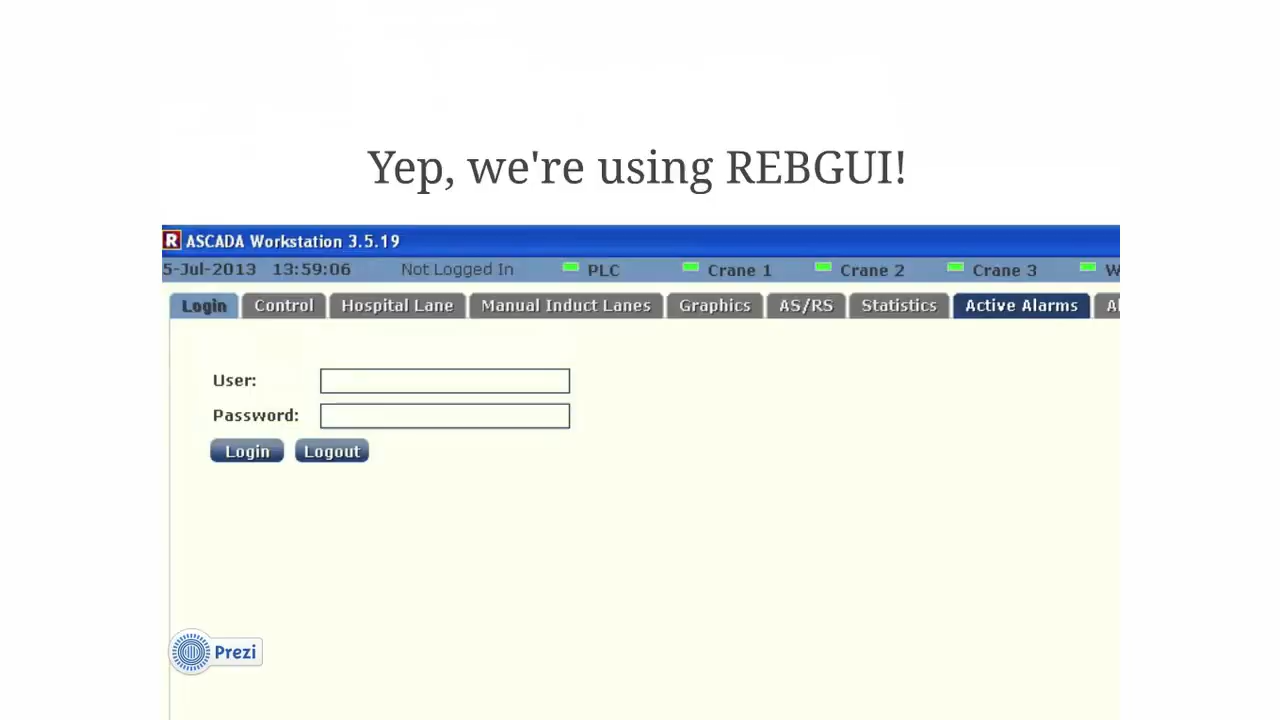 Yep, we're using REBGUI!
R ASCADA Workstation 3.5.19
5-Jul-2013 13:59:06 Not Logged In PLC Crane 1 Crane 2 Crane 3 W
Login Control Hospital Lane Manual Induct Lanes Graphics AS/RS Statistics Active Alarms Al
User:
Password:
Login Logout
Prezi